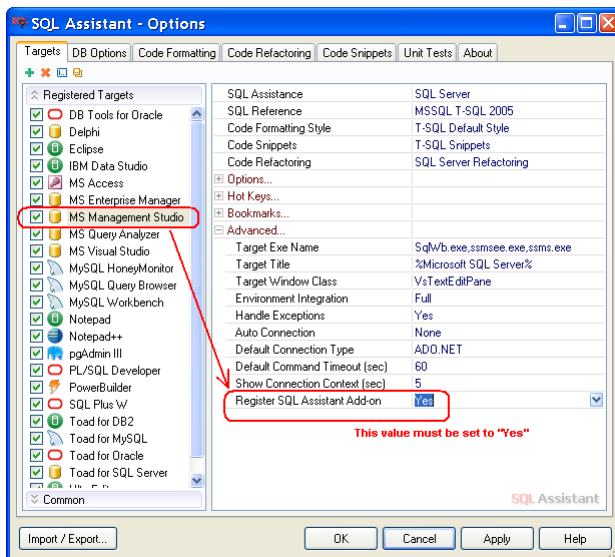 SQL Assistant - Options
Targets DB Options Code Formatting Code Refactoring Code Snippets Unit Tests About
Registered Targets
DB Tools for Oracle
Delphi
Eclipse
IBM Data Studio
MS Access
MS Enterprise Manager
MS Management Studio
MS Query Analyzer
MS Visual Studio
MySQL HoneyMonitor
MySQL Query Browser
MySQL Workbench
Notepad
Notepad++
pgAdmin III
PL/SQL Developer
PowerBuilder
SQL Plus W
Toad for DB2
Toad for MySQL
Toad for Oracle
Toad for SQL Server
Common
SQL Assistance SQL Server
SQL Reference MSSQL T-SQL 2005
Code Formatting Style T-SQL Default Style
Code Snippets T-SQL Snippets
Code Refactoring SQL Server Refactoring
Options...
Hot Keys...
Bookmarks...
Advanced...
Target Exe Name SqlWb.exe,ssmsee.exe,ssms.exe
Target Title %Microsoft SQL Server%
Target Window Class VsTextEditPane
Environment Integration Full
Handle Exceptions Yes
Auto Connection None
Default Connection Type ADO.NET
Default Command Timeout (sec) 60
Show Connection Context (sec) 5
Register SQL Assistant Add-on Yes
This value must be set to "Yes"
SQL Assistant
Import / Export... OK Cancel Apply Help